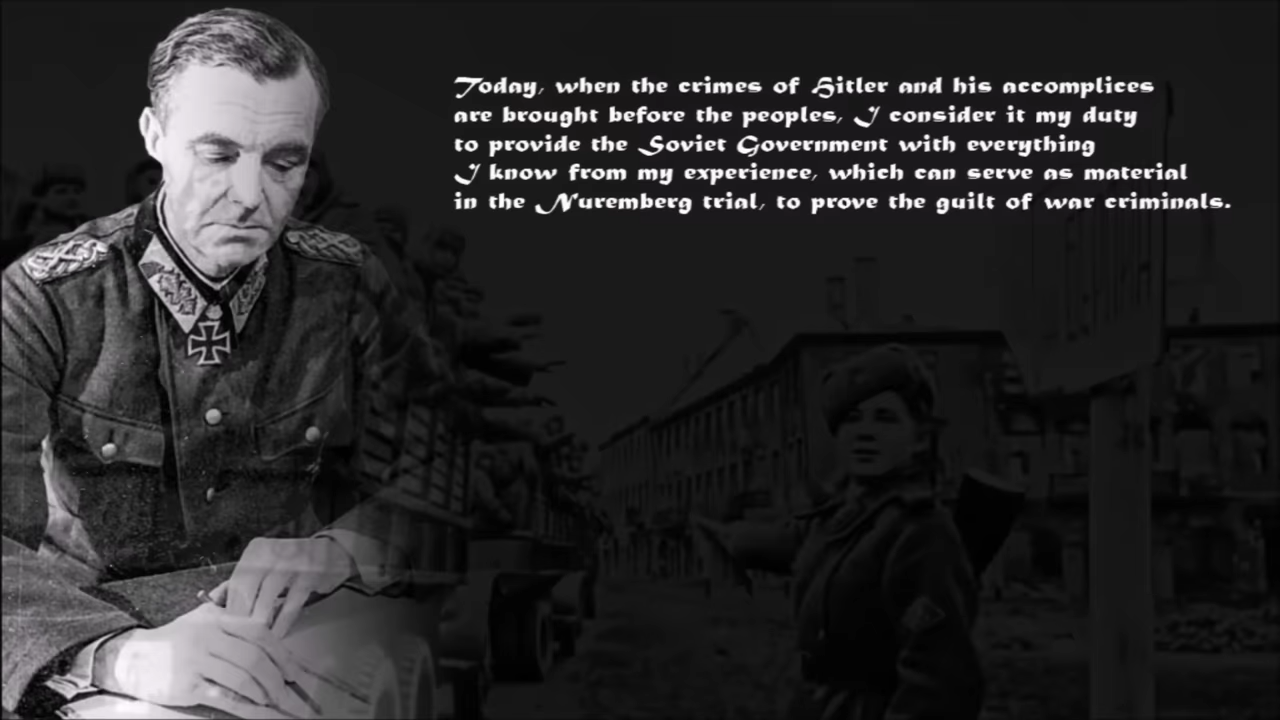 Today, when the crimes of Hitler and his accomplices
are brought before the peoples, I consider it my duty
to provide the Soviet Government with everything
I know from my experience, which can serve as material
in the Nuremberg trial, to prove the guilt of war criminals.